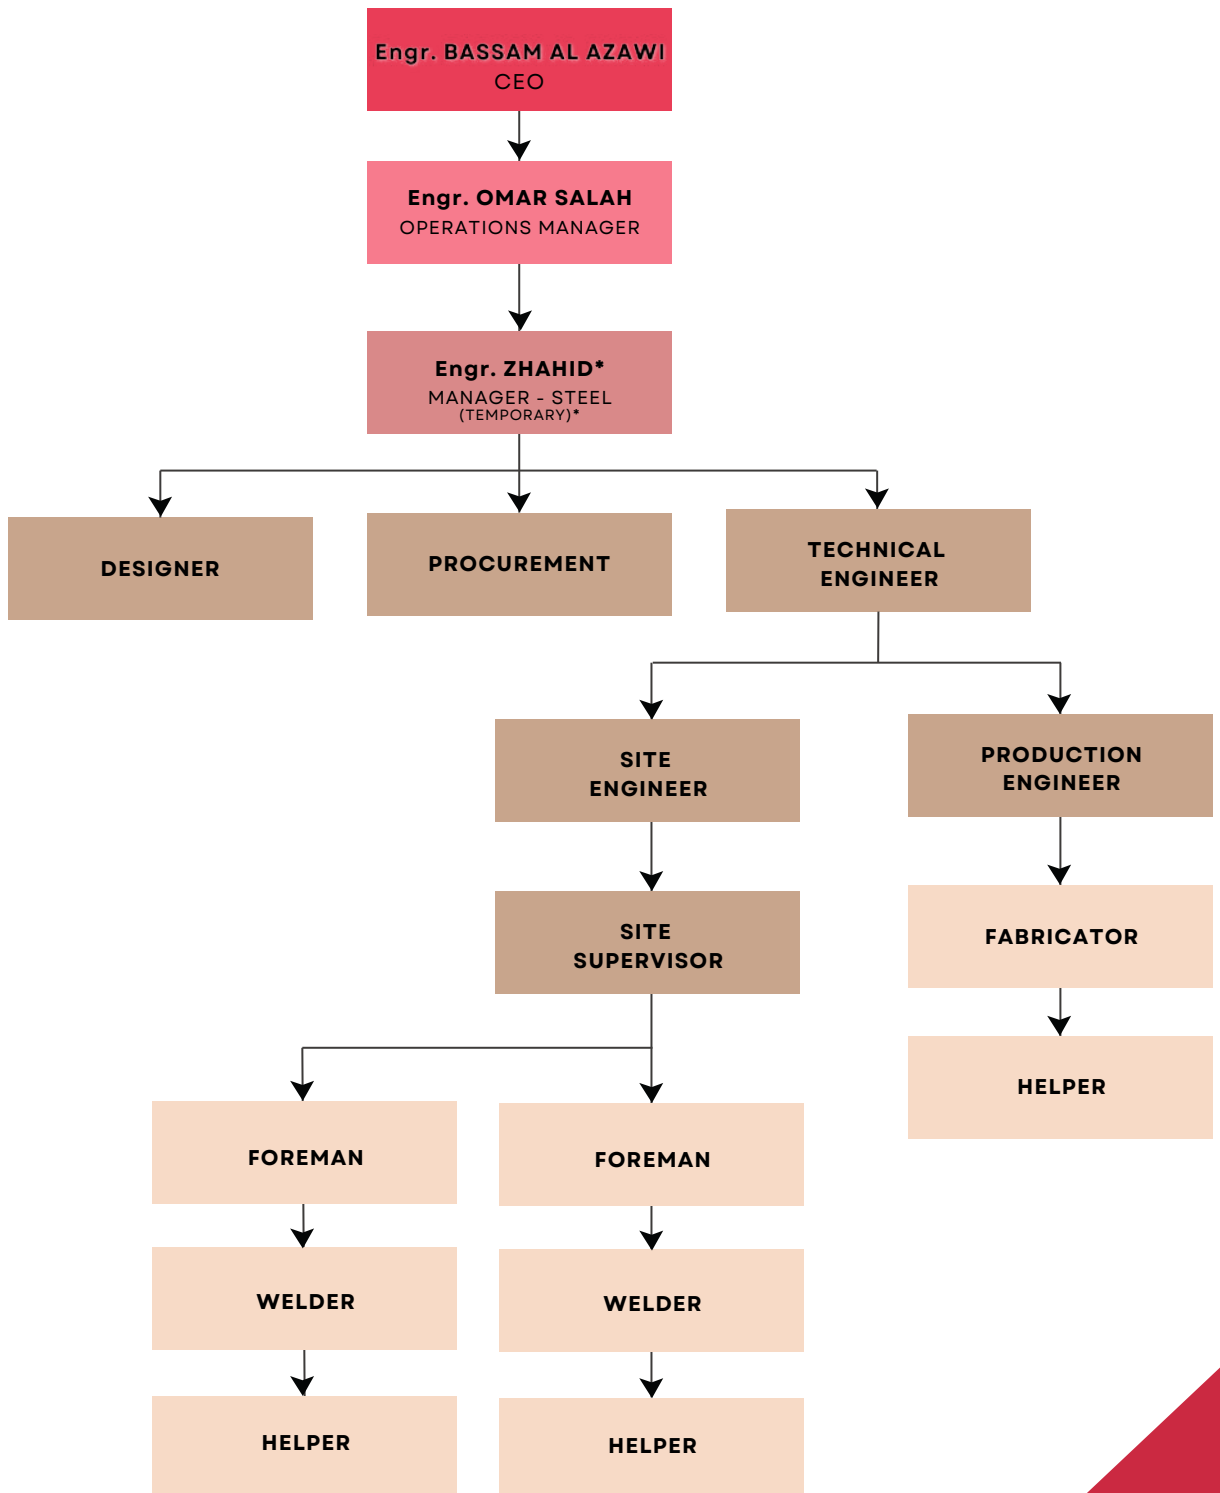 Engr. BASSAM AL AZAWI
CEO
Engr. OMAR SALAH
OPERATIONS MANAGER
Engr. ZHAHID*
MANAGER - STEEL
(TEMPORARY)*
DESIGNER
PROCUREMENT
TECHNICAL
ENGINEER
SITE
ENGINEER
PRODUCTION
ENGINEER
SITE
SUPERVISOR
FABRICATOR
HELPER
FOREMAN
FOREMAN
WELDER
WELDER
HELPER
HELPER